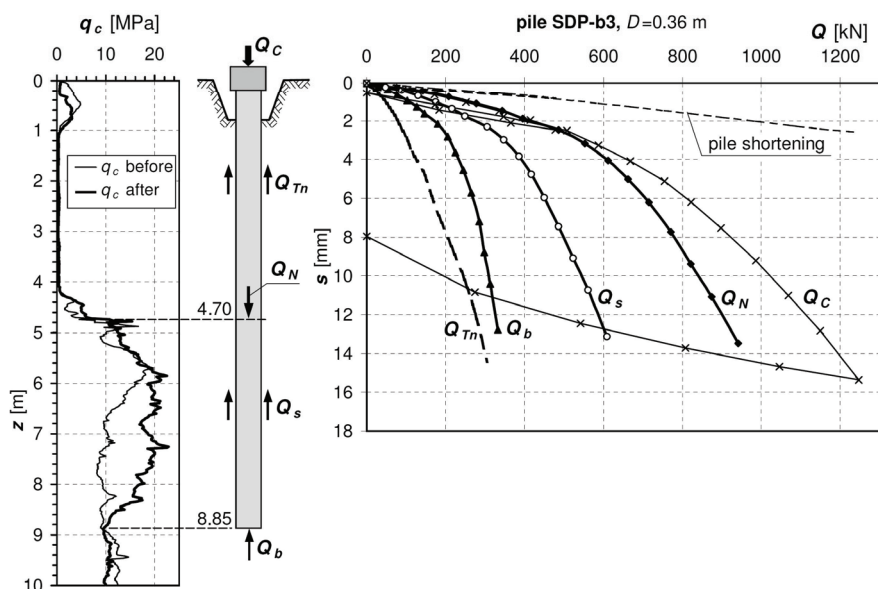 q_c [MPa]
0 10 20
0
1
2
3
4
5
6
7
8
9
10
z [m]
q_c before
q_c after
Q_C
Q_Tn
Q_N
4.70
Q_s
8.85
Q_b
pile SDP-b3, D=0.36 m
Q [kN]
0 200 400 600 800 1000 1200
0
2
4
6
8
10
12
14
16
18
s [mm]
pile shortening
Q_Tn
Q_b
Q_s
Q_N
Q_C